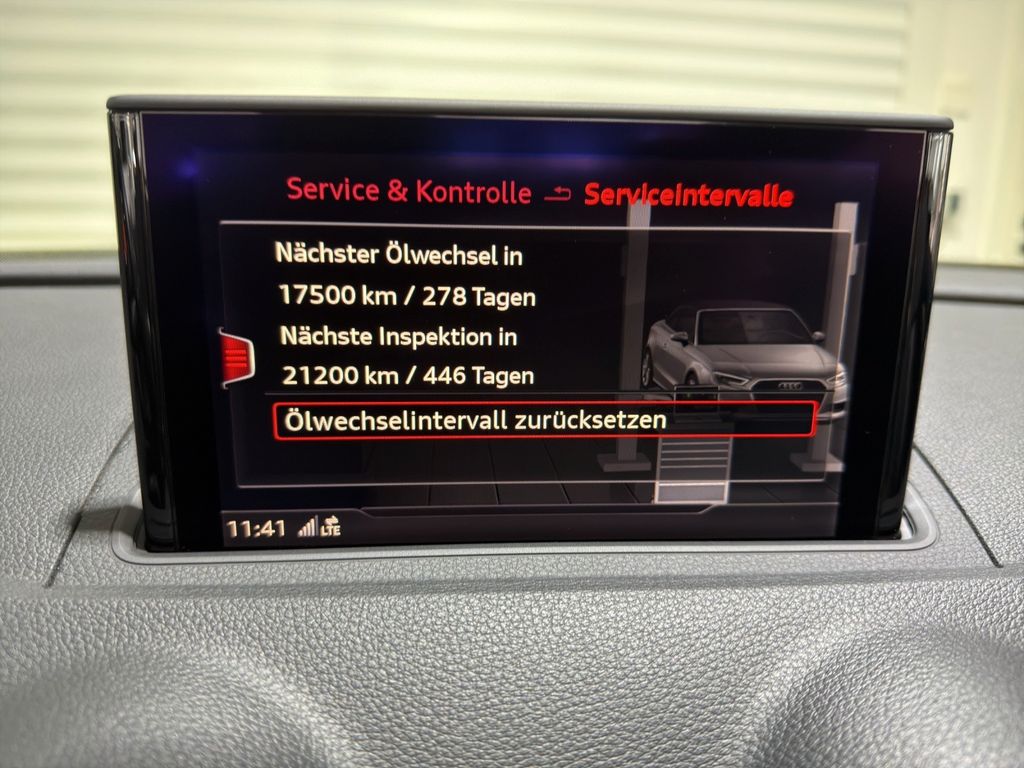 Service & Kontrolle Serviceintervalle
Nächster Ölwechsel in
17500 km / 278 Tagen
Nächste Inspektion in
21200 km / 446 Tagen
Ölwechselintervall zurücksetzen
11:41 LTE